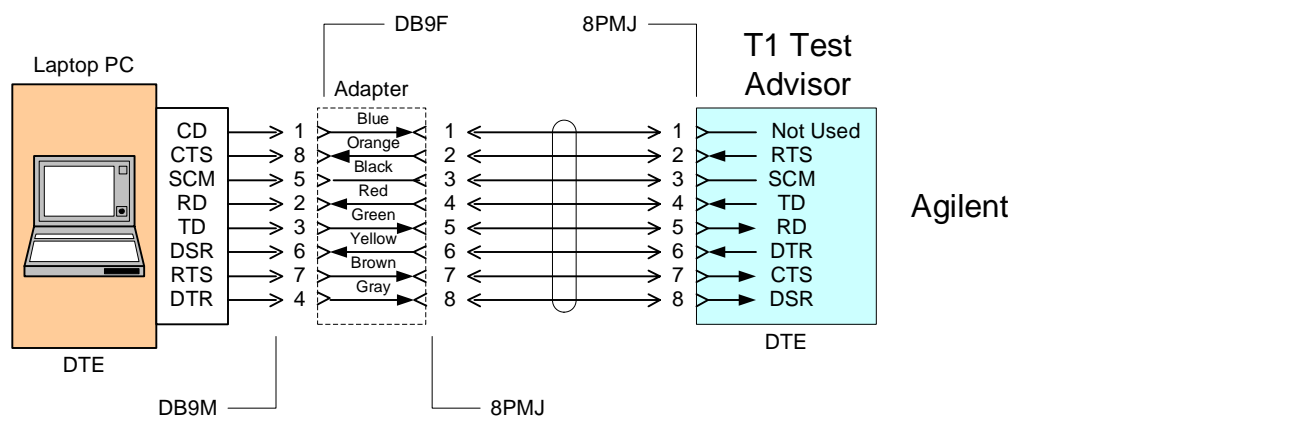 DB9F
8PMJ
T1 Test
Advisor
Laptop PC
Adapter
CD 1 Blue 1 1 Not Used
CTS 8 Orange 2 2 RTS
SCM 5 Black 3 3 SCM
RD 2 Red 4 4 TD
TD 3 Green 5 5 RD
DSR 6 Yellow 6 6 DTR
RTS 7 Brown 7 7 CTS
DTR 4 Gray 8 8 DSR
Agilent
DTE
DTE
DB9M
8PMJ